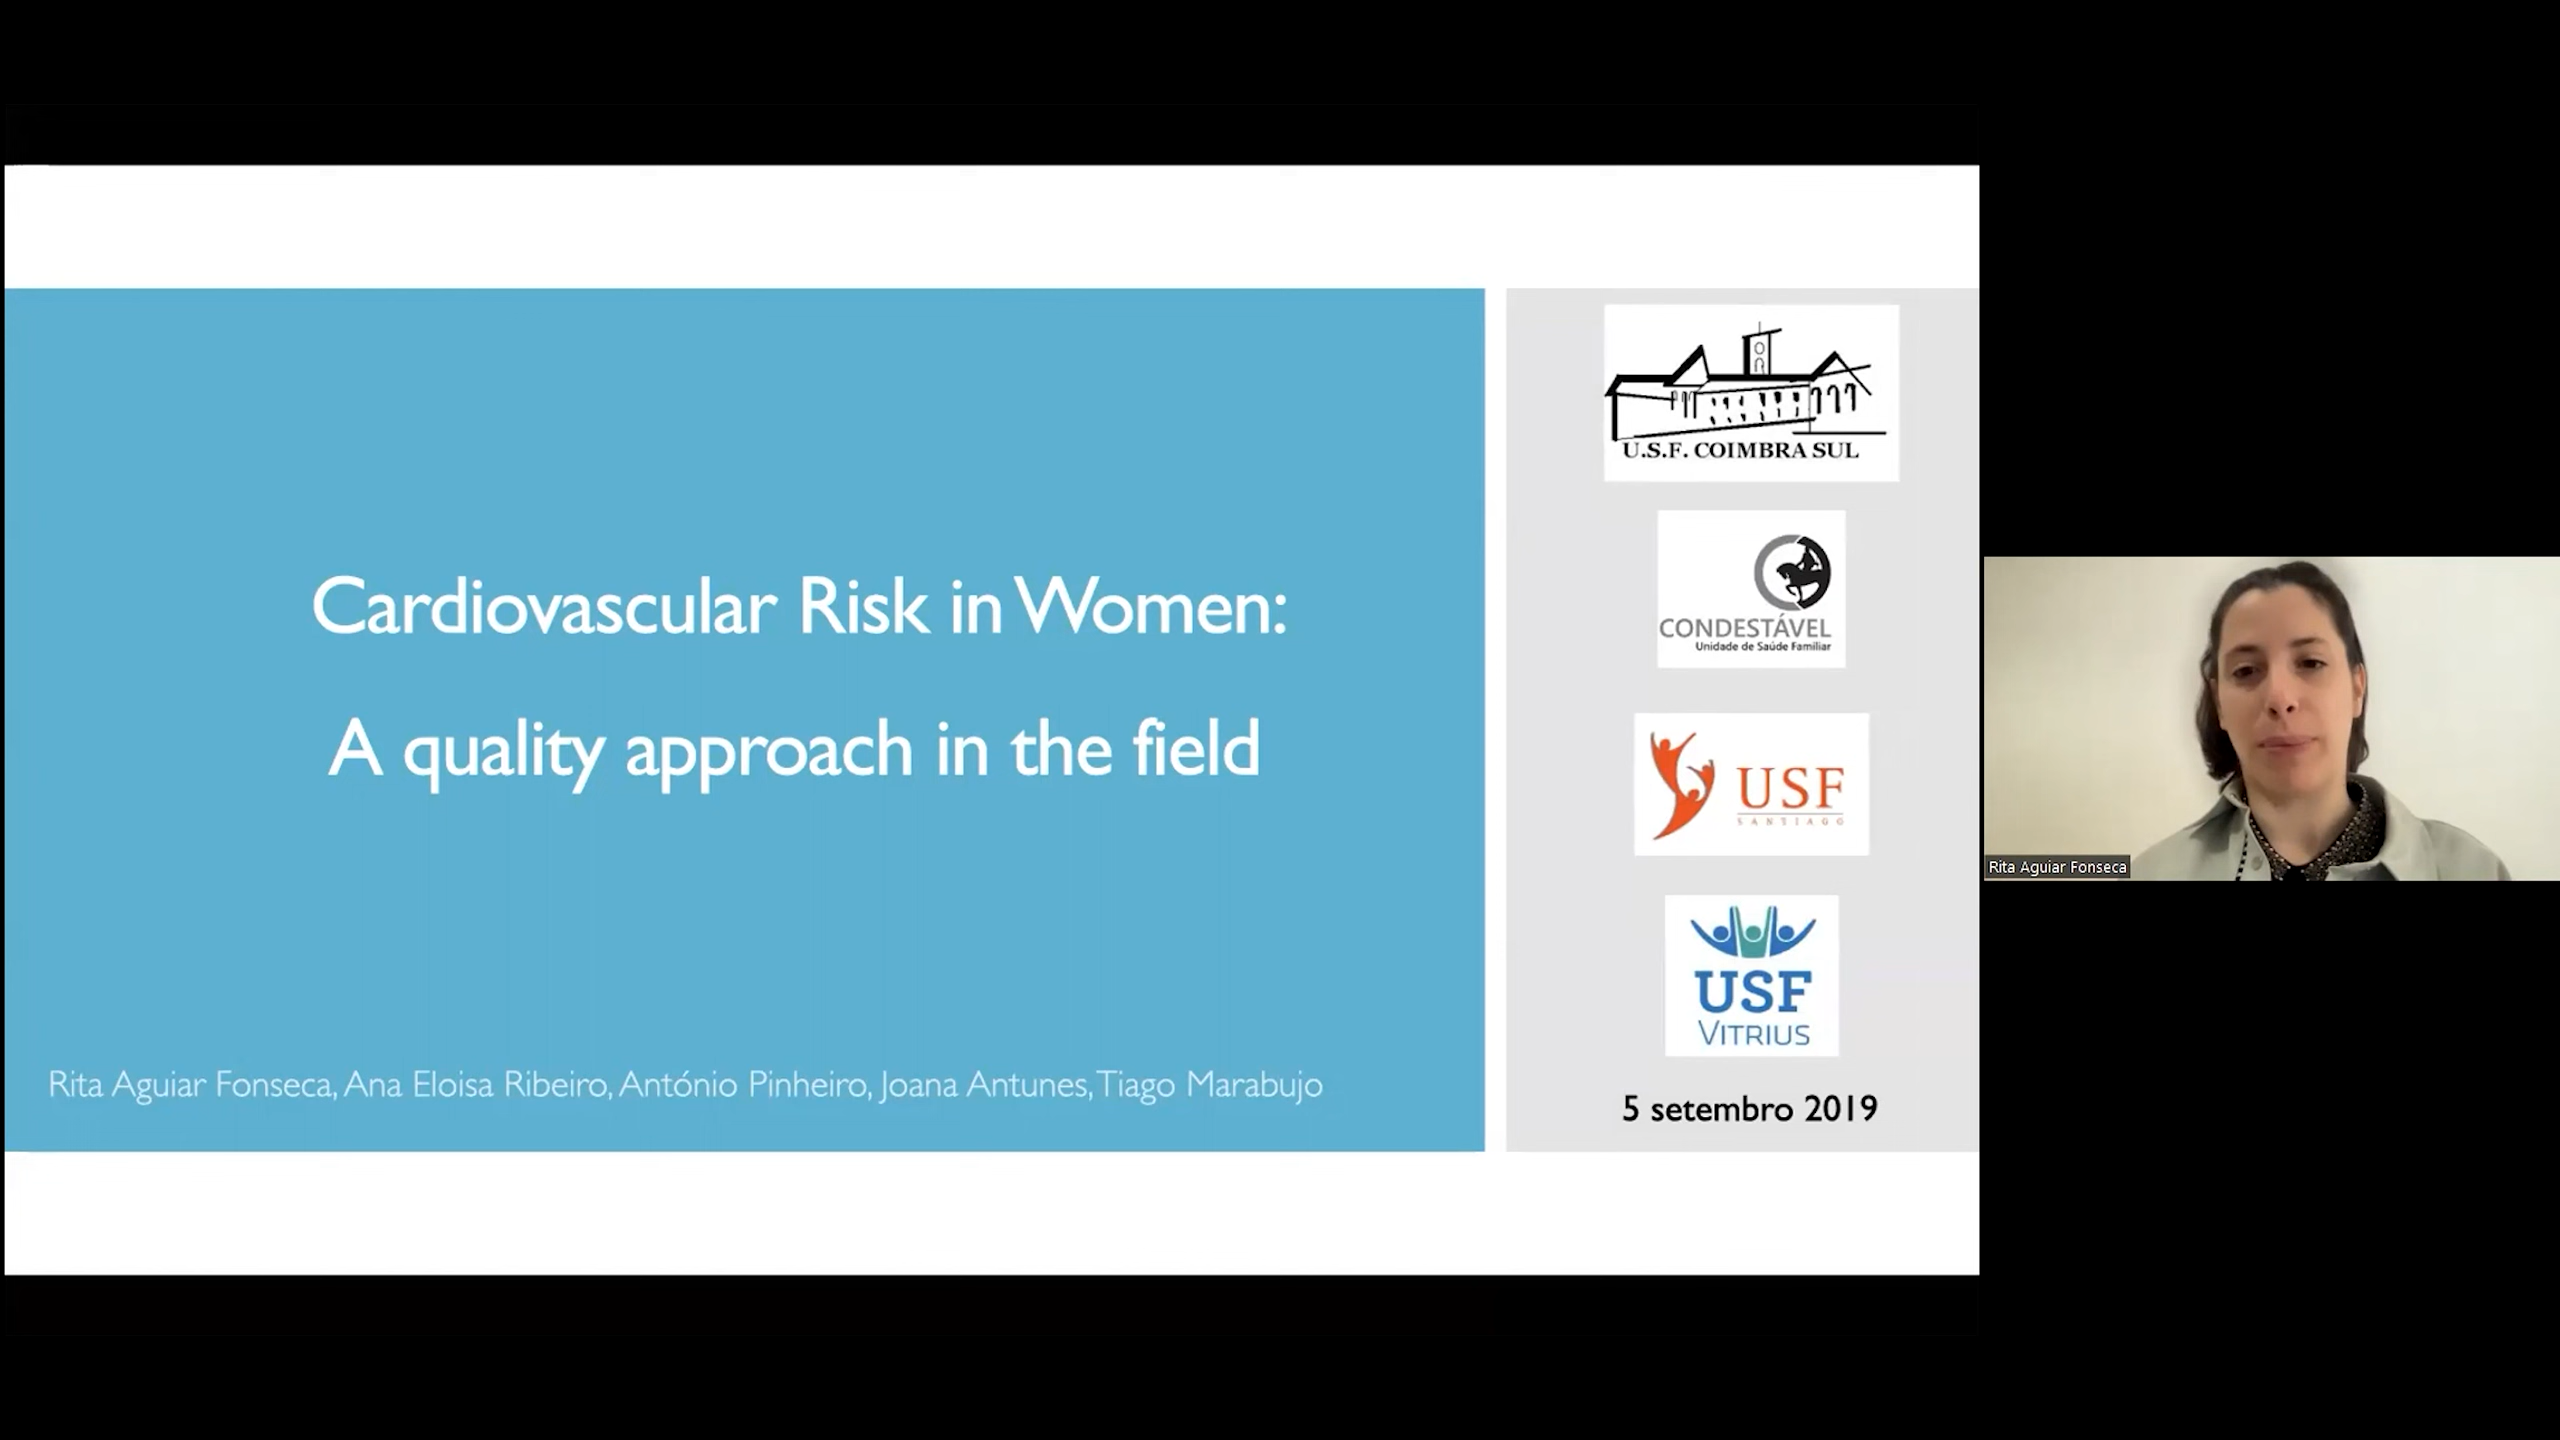 Cardiovascular Risk in Women:
A quality approach in the field
Rita Aguiar Fonseca, Ana Eloisa Ribeiro, António Pinheiro, Joana Antunes, Tiago Marabujo
U.S.F. COIMBRA SUL
CONDESTÁVEL
Unidade de Saúde Familiar
USF
SANTIAGO
USF
VITRIUS
5 setembro 2019
Rita Aguiar Fonseca